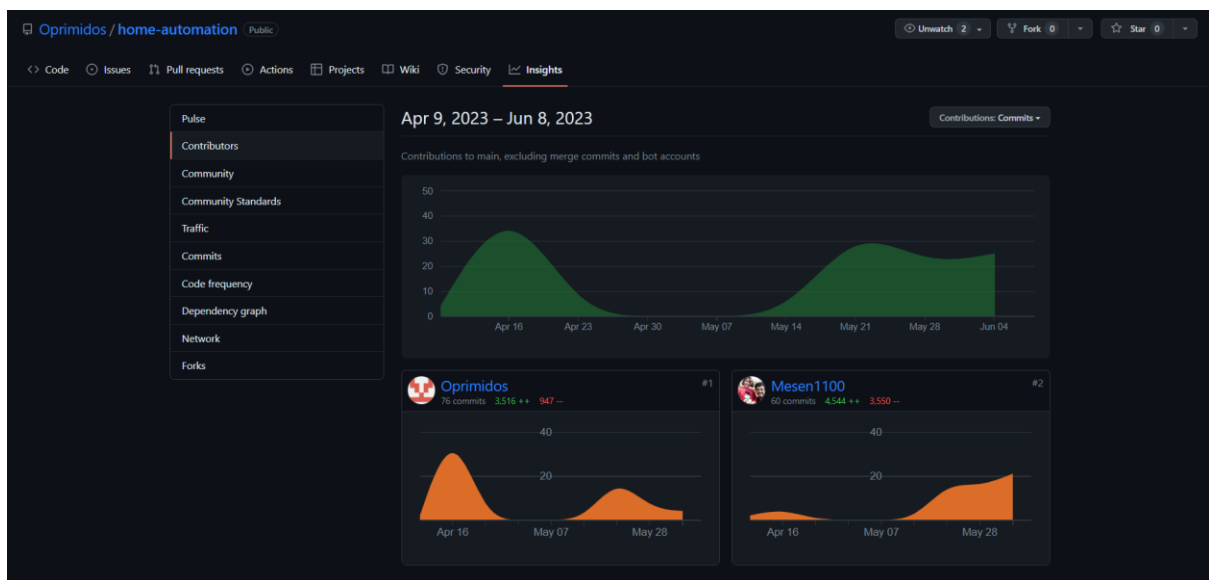 Oprimidos / home-automation Public
Unwatch 2 Fork 0 Star 0
Code Issues Pull requests Actions Projects Wiki Security Insights
Pulse
Contributors
Community
Community Standards
Traffic
Commits
Code frequency
Dependency graph
Network
Forks
Apr 9, 2023 – Jun 8, 2023
Contributions: Commits
Contributions to main, excluding merge commits and bot accounts
50
40
30
20
10
0
Apr 16 Apr 23 Apr 30 May 07 May 14 May 21 May 28 Jun 04
Oprimidos #1
76 commits 3,516 ++ 947 --
40
20
Apr 16 May 07 May 28
Mesen1100 #2
60 commits 4,544 ++ 3,550 --
40
20
Apr 16 May 07 May 28